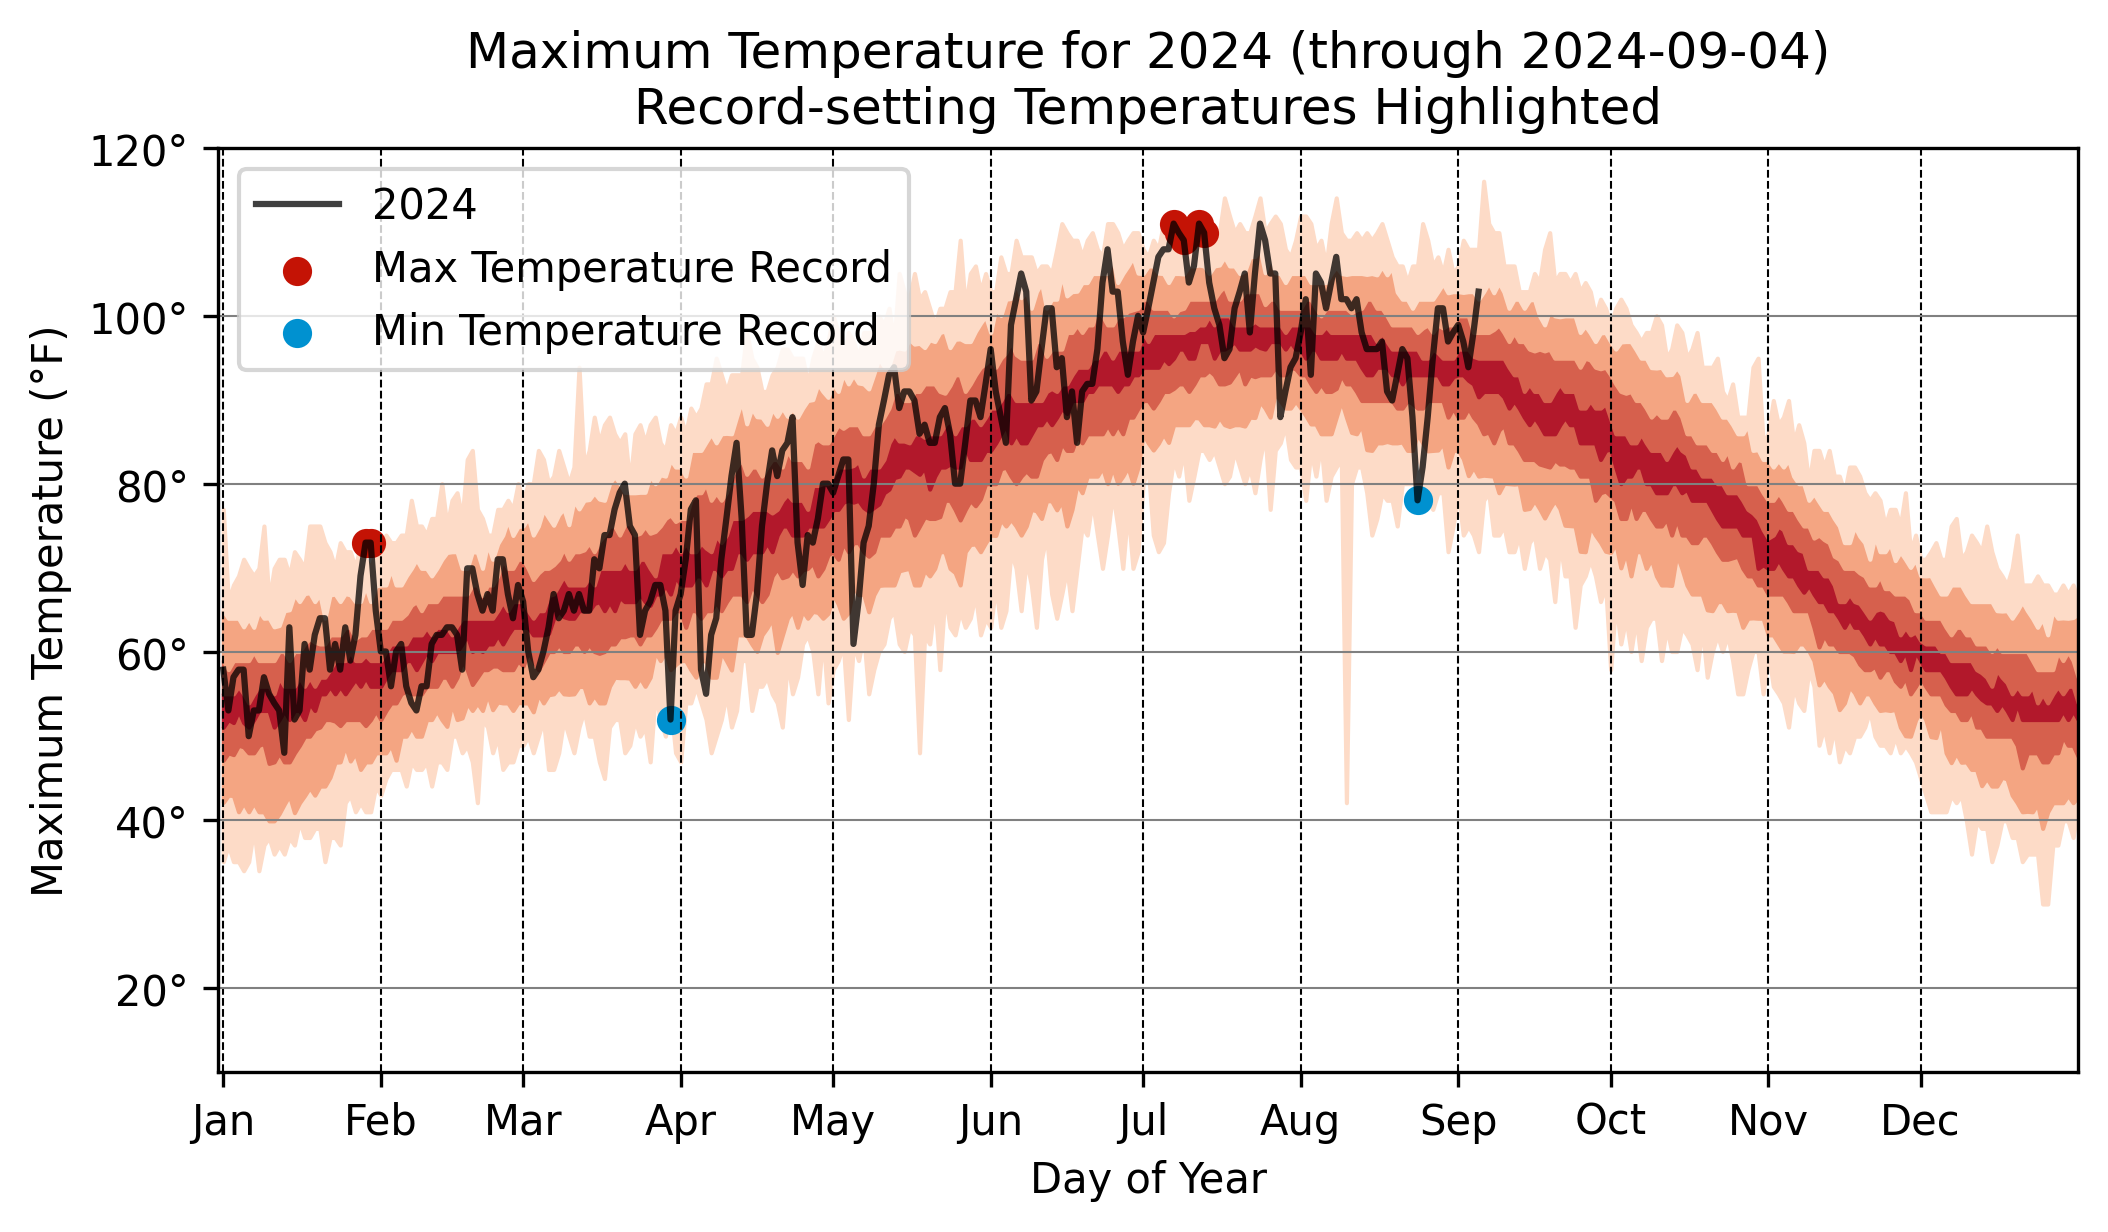 Maximum Temperature for 2024 (through 2024-09-04)
Record-setting Temperatures Highlighted
120°
100°
80°
60°
40°
20°
Maximum Temperature (°F)
2024
Max Temperature Record
Min Temperature Record
Jan Feb Mar Apr May Jun Jul Aug Sep Oct Nov Dec
Day of Year